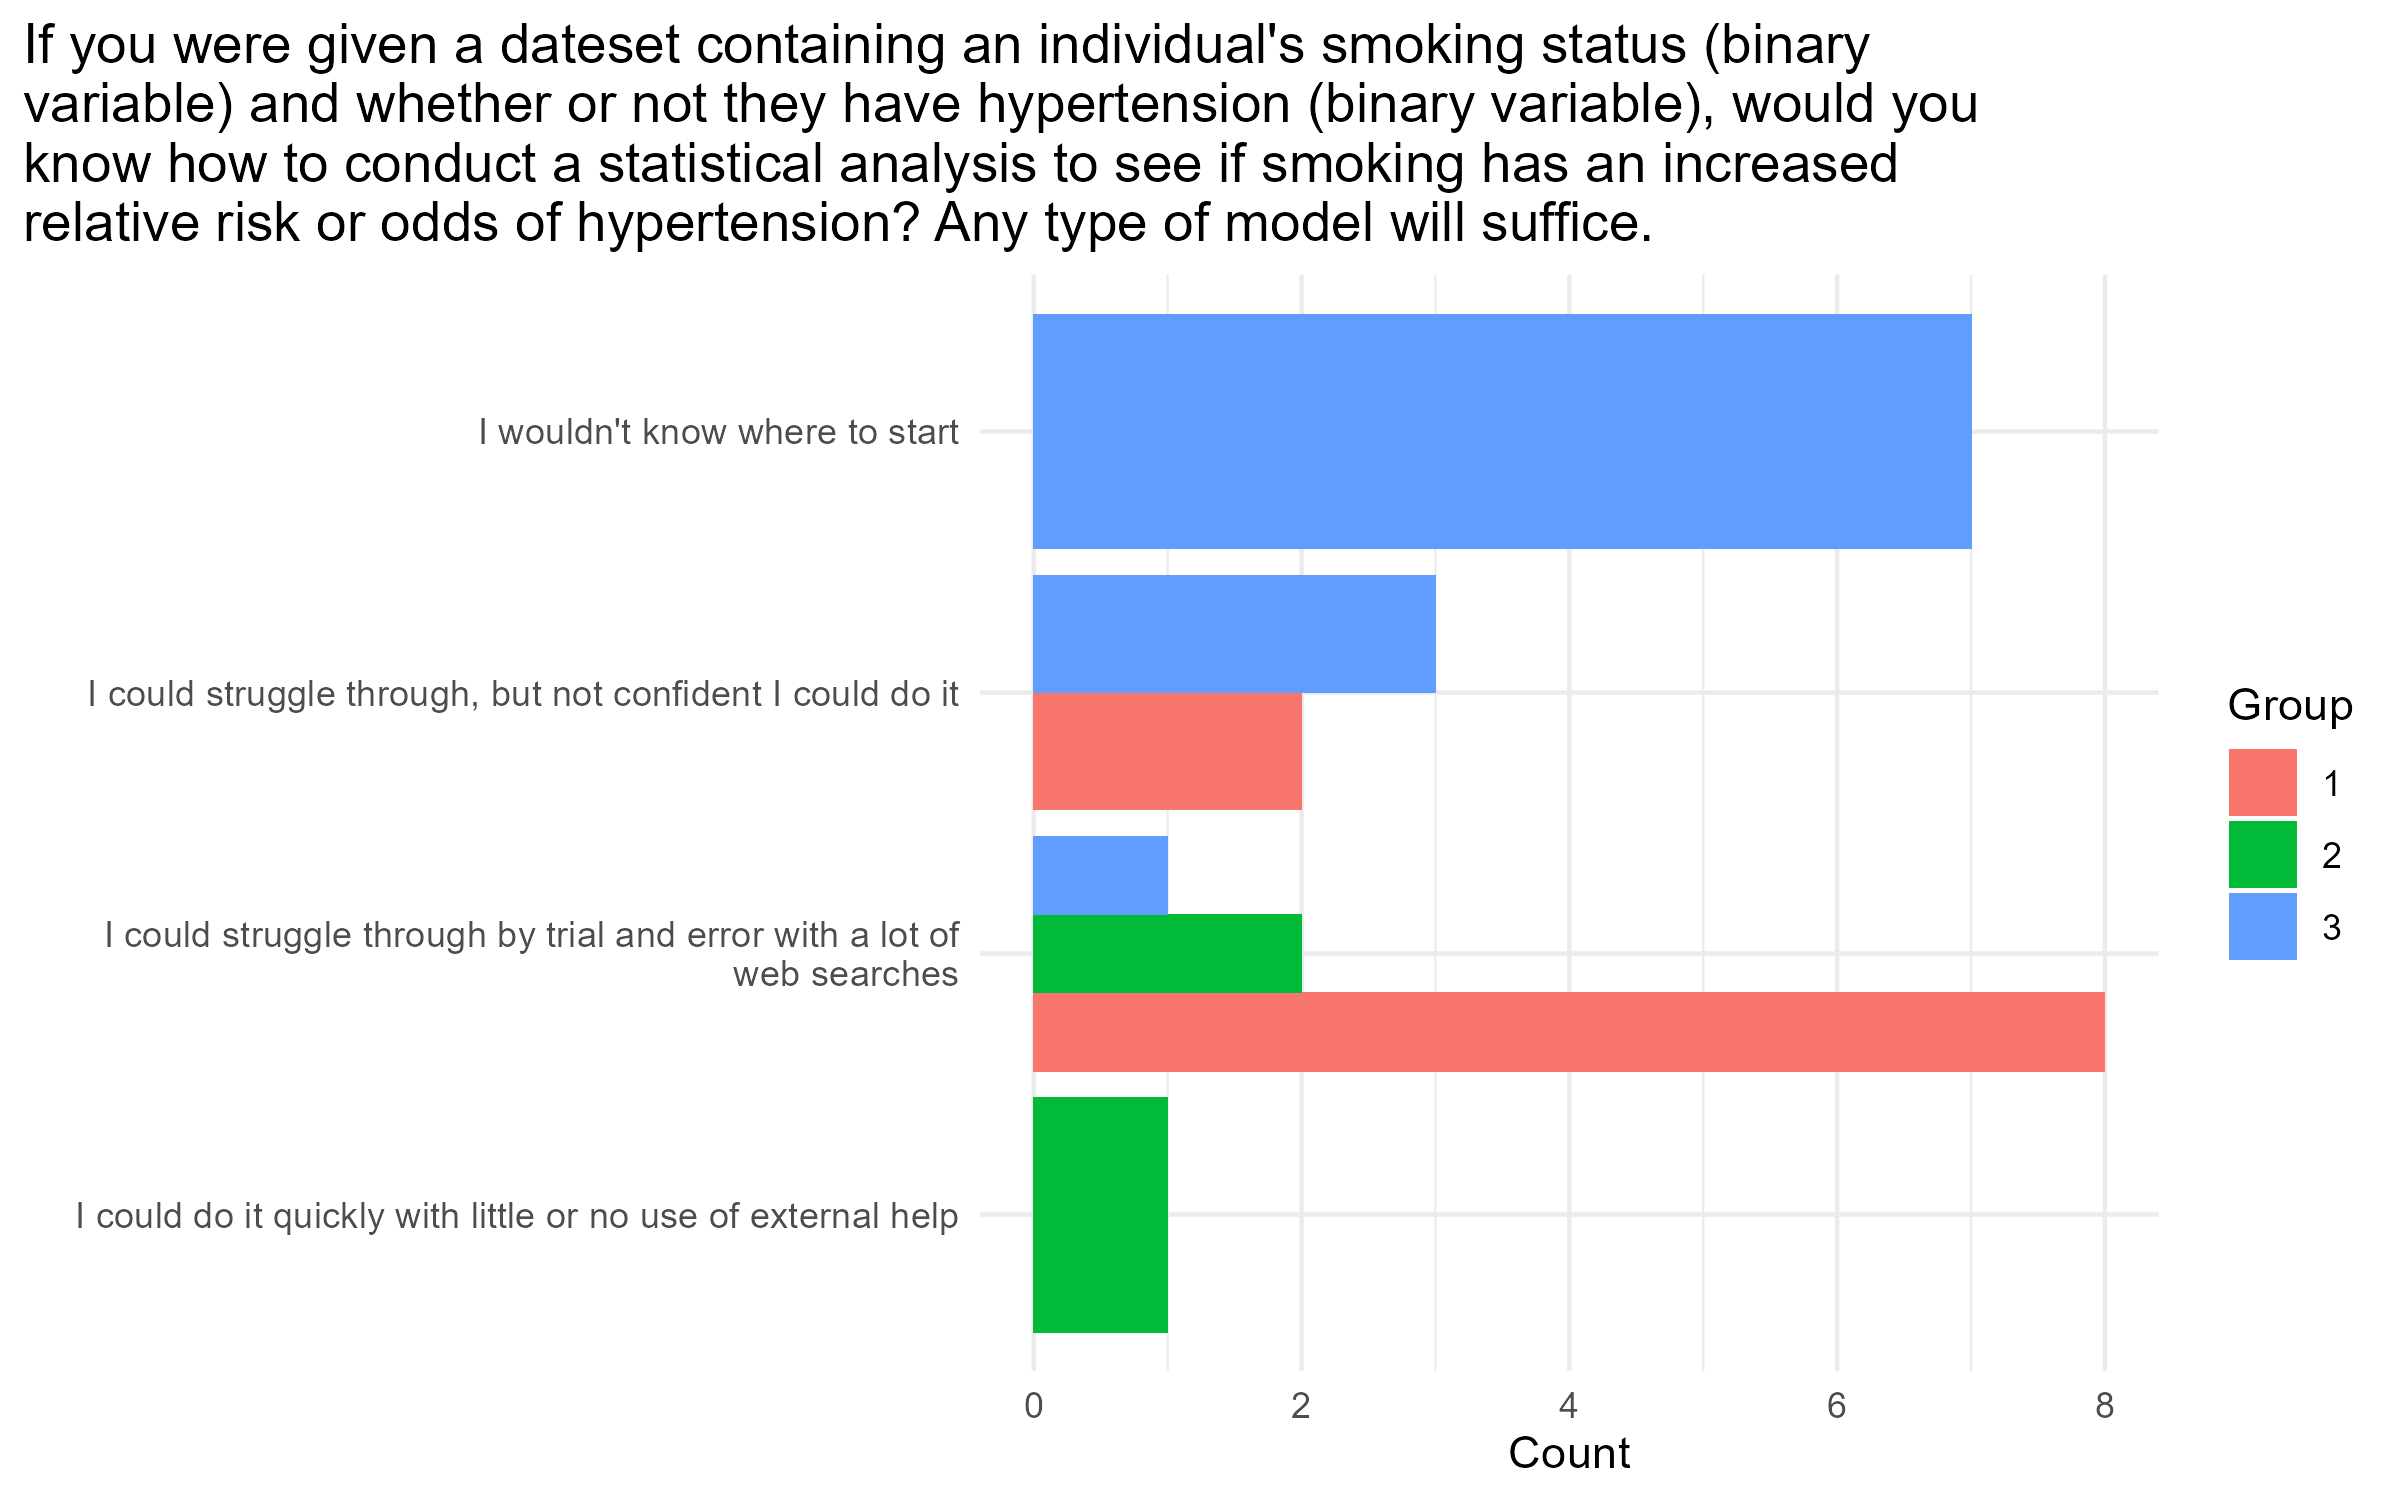 If you were given a dateset containing an individual's smoking status (binary
variable) and whether or not they have hypertension (binary variable), would you
know how to conduct a statistical analysis to see if smoking has an increased
relative risk or odds of hypertension? Any type of model will suffice.
I wouldn't know where to start
I could struggle through, but not confident I could do it
I could struggle through by trial and error with a lot of
web searches
I could do it quickly with little or no use of external help
0 2 4 6 8
Count
Group
1
2
3